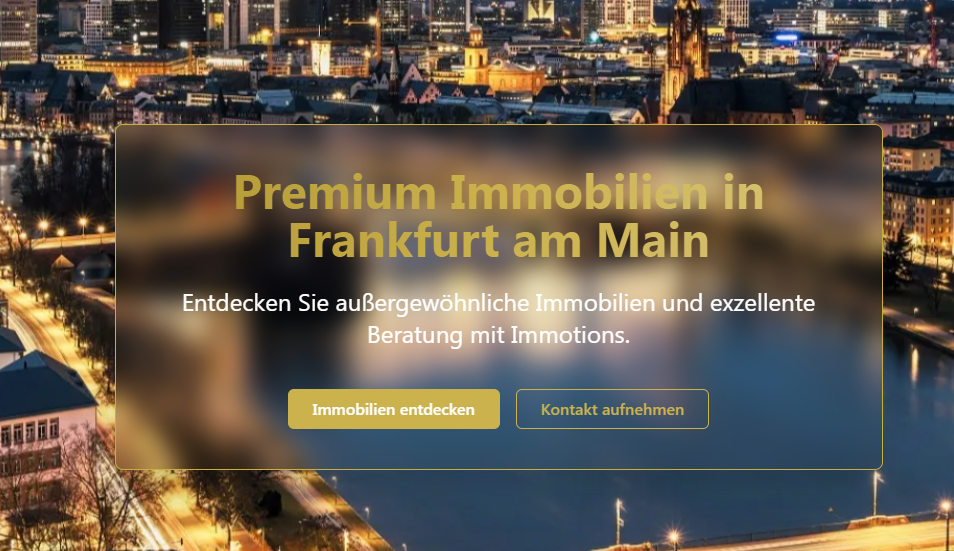 Premium Immobilien in
Frankfurt am Main
Entdecken Sie außergewöhnliche Immobilien und exzellente
Beratung mit Immotions.
Immobilien entdecken
Kontakt aufnehmen